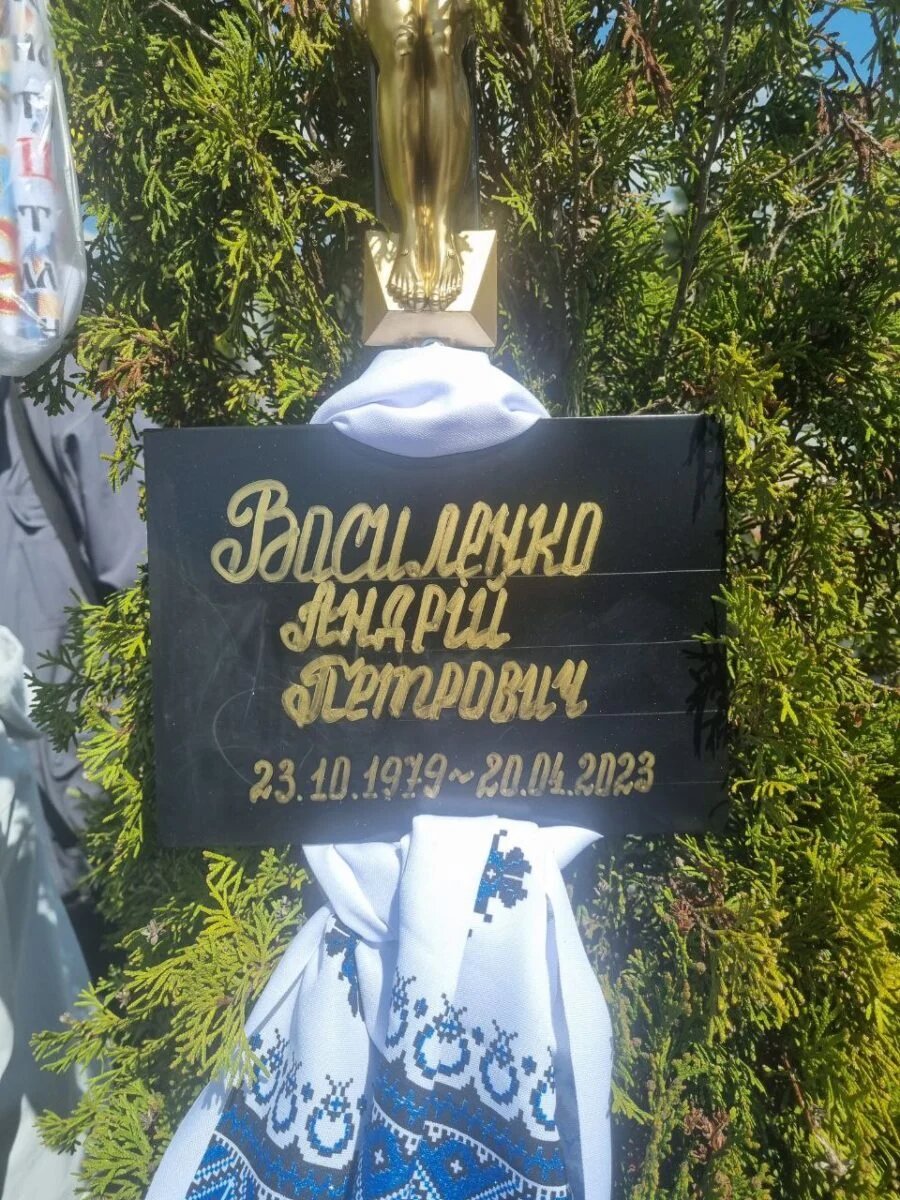 Василенко
Андрій
Петрович
23.10.1979~20.04.2023